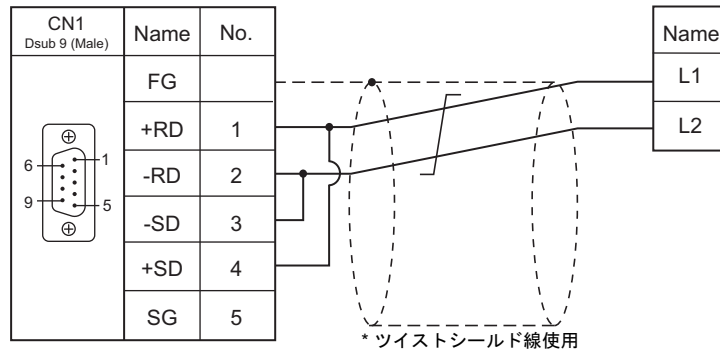 CN1
Dsub 9 (Male)
Name No.
FG
+RD 1
-RD 2
-SD 3
+SD 4
SG 5
6
9
1
5
Name
L1
L2
* ツイストシールド線使用